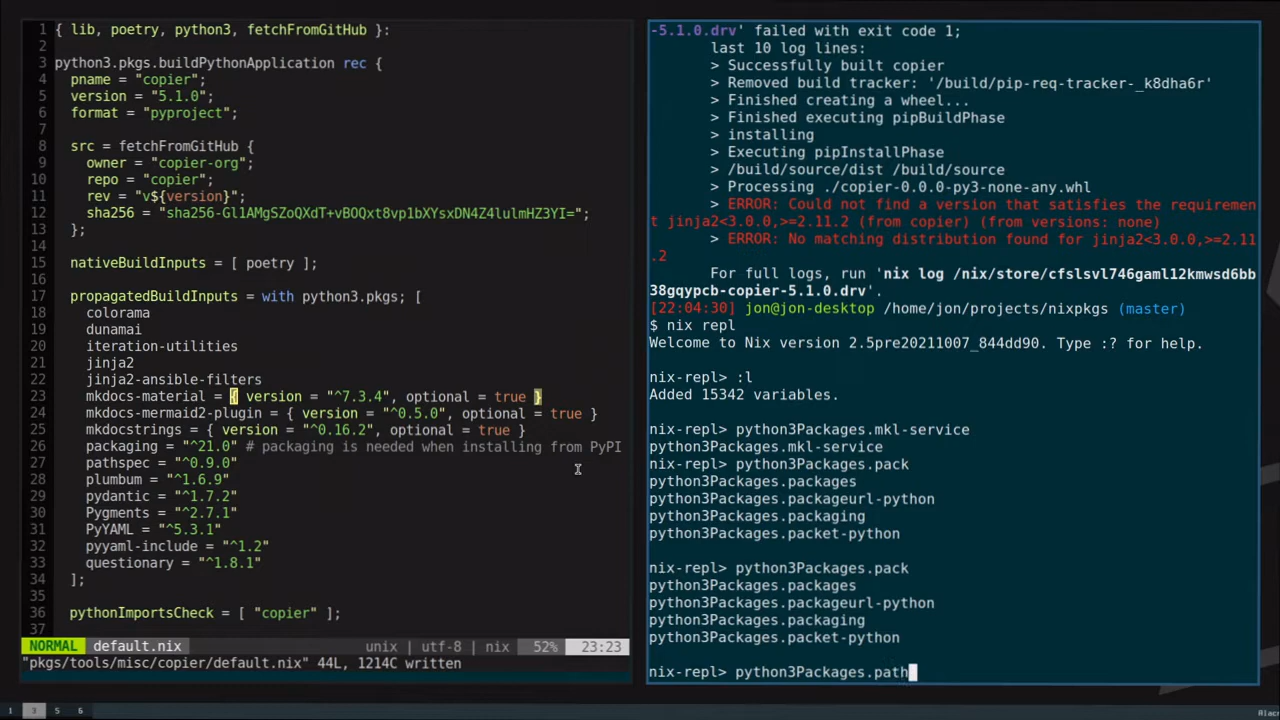 1 { lib, poetry, python3, fetchFromGitHub }:
2
3 python3.pkgs.buildPythonApplication rec {
4 pname = "copier";
5 version = "5.1.0";
6 format = "pyproject";
7
8 src = fetchFromGitHub {
9 owner = "copier-org";
10 repo = "copier";
11 rev = "v${version}";
12 sha256 = "sha256-Gl1AMgSZoQXdT+vBOQxt8vp1bXYsxDN4Z4lulmHZ3YI=";
13 };
14
15 nativeBuildInputs = [ poetry ];
16
17 propagatedBuildInputs = with python3.pkgs; [
18 colorama
19 dunamai
20 iteration-utilities
21 jinja2
22 jinja2-ansible-filters
23 mkdocs-material = { version = "^7.3.4", optional = true }
24 mkdocs-mermaid2-plugin = { version = "^0.5.0", optional = true }
25 mkdocstrings = { version = "^0.16.2", optional = true }
26 packaging = "^21.0" # packaging is needed when installing from PyPI
27 pathspec = "^0.9.0"
28 plumbum = "^1.6.9"
29 pydantic = "^1.7.2"
30 Pygments = "^2.7.1"
31 PyYAML = "^5.3.1"
32 pyyaml-include = "^1.2"
33 questionary = "^1.8.1"
34 ];
35
36 pythonImportsCheck = [ "copier" ];
37
NORMAL default.nix unix | utf-8 | nix 52% 23:23
"pkgs/tools/misc/copier/default.nix" 44L, 1214C written
-5.1.0.drv' failed with exit code 1;
last 10 log lines:
> Successfully built copier
> Removed build tracker: '/build/pip-req-tracker-_k8dha6r'
> Finished creating a wheel...
> Finished executing pipBuildPhase
> installing
> Executing pipInstallPhase
> /build/source/dist /build/source
> Processing ./copier-0.0.0-py3-none-any.whl
> ERROR: Could not find a version that satisfies the requiremen
t jinja2<3.0.0,>=2.11.2 (from copier) (from versions: none)
> ERROR: No matching distribution found for jinja2<3.0.0,>=2.11
.2
For full logs, run 'nix log /nix/store/cfslsvl746gaml12kmwsd6bb
38gqypcb-copier-5.1.0.drv'.
[22:04:30] jon@jon-desktop /home/jon/projects/nixpkgs (master)
$ nix repl
Welcome to Nix version 2.5pre20211007_844dd90. Type :? for help.
nix-repl> :l
Added 15342 variables.
nix-repl> python3Packages.mkl-service
python3Packages.mkl-service
nix-repl> python3Packages.pack
python3Packages.packages
python3Packages.packageurl-python
python3Packages.packaging
python3Packages.packet-python
nix-repl> python3Packages.pack
python3Packages.packages
python3Packages.packageurl-python
python3Packages.packaging
python3Packages.packet-python
nix-repl> python3Packages.path
1 3 5 6